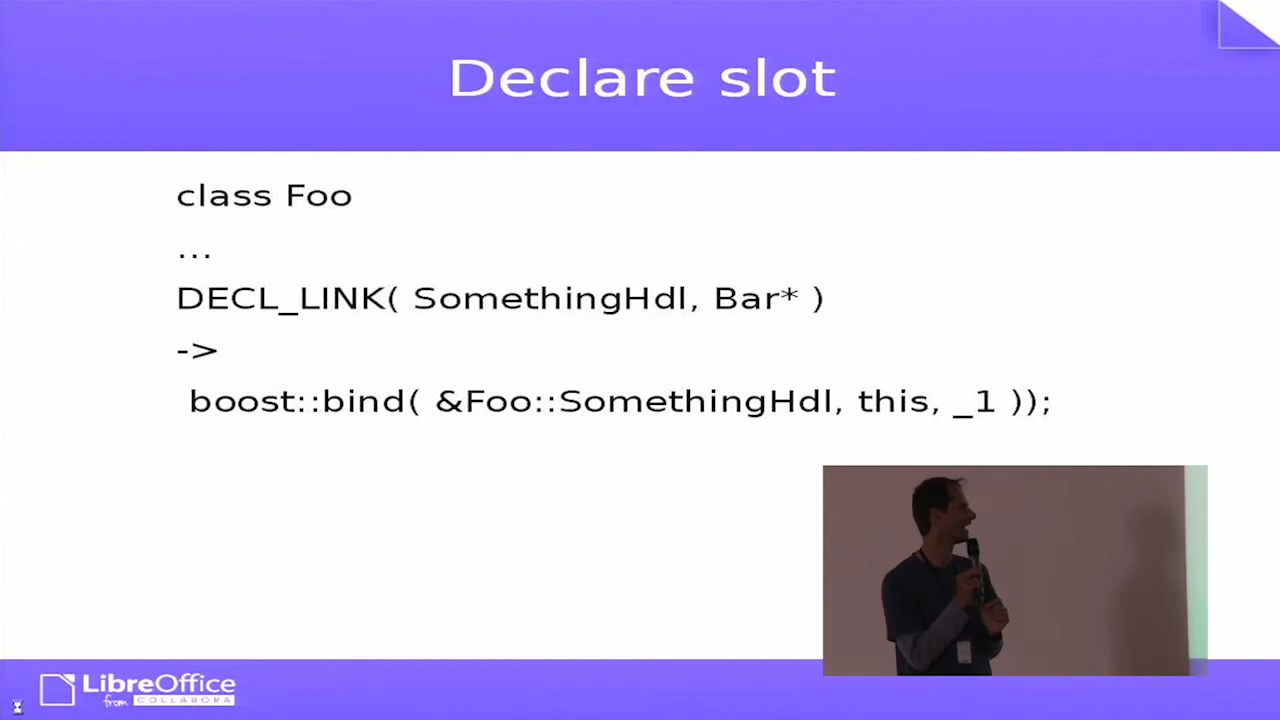 Declare slot
class Foo
...
DECL_LINK( SomethingHdl, Bar* )
->
boost::bind( &Foo::SomethingHdl, this, _1 ));
LibreOffice
from COLLABORA